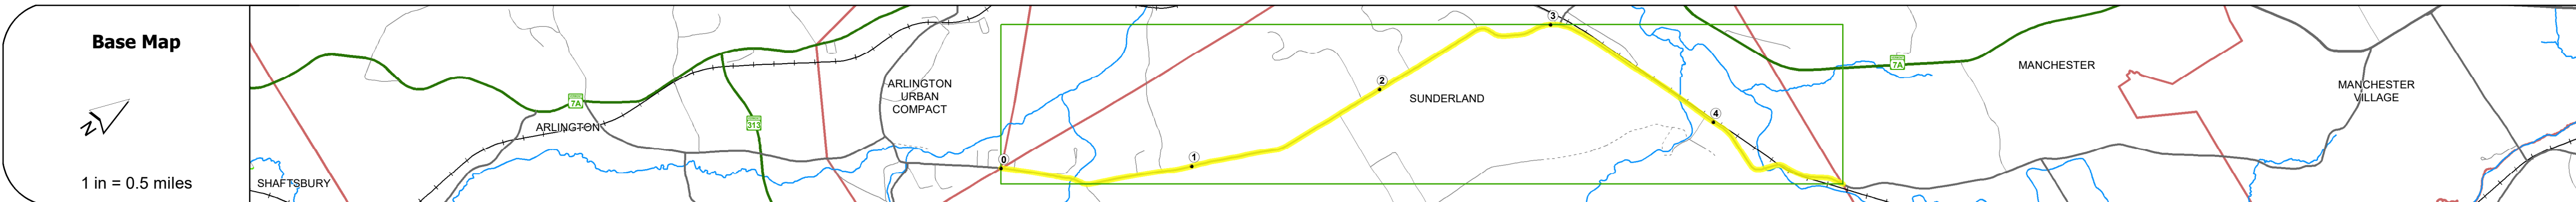 Base Map
N
1 in = 0.5 miles
SHAFTSBURY
7A
ARLINGTON
313
ARLINGTON
URBAN
COMPACT
0
1
2
SUNDERLAND
3
4
7A
MANCHESTER
MANCHESTER
VILLAGE